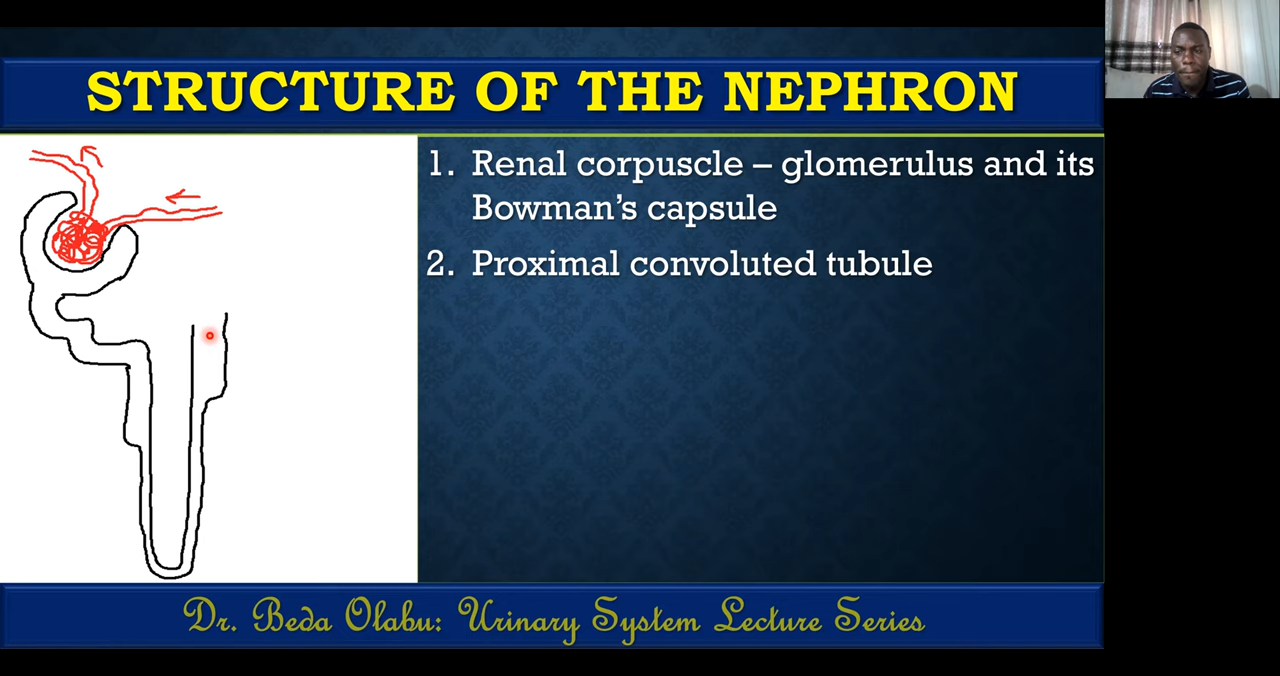 STRUCTURE OF THE NEPHRON
1. Renal corpuscle – glomerulus and its
Bowman’s capsule
2. Proximal convoluted tubule
Dr. Beda Olabu: Urinary System Lecture Series